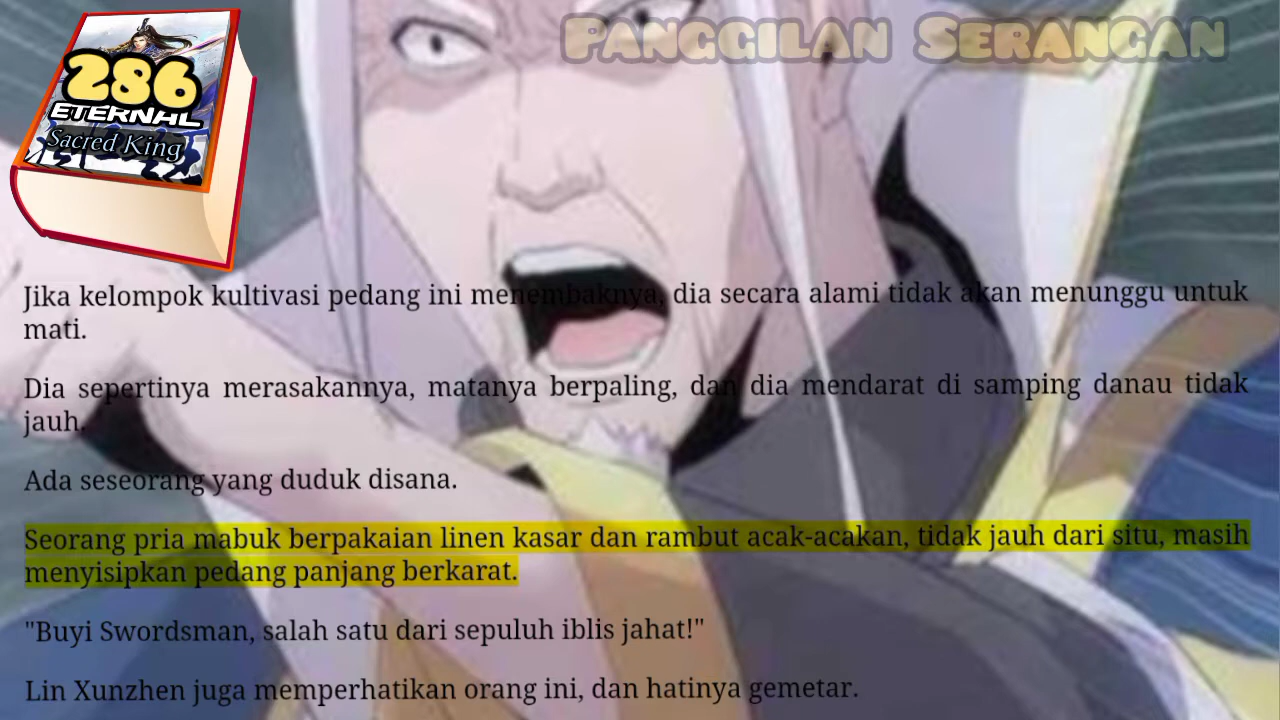 PANGGILAN SERANGAN
286
ETERNAL
Sacred King
Jika kelompok kultivasi pedang ini menembaknya, dia secara alami tidak akan menunggu untuk
mati.
Dia sepertinya merasakannya, matanya berpaling, dan dia mendarat di samping danau tidak
jauh.
Ada seseorang yang duduk disana.
Seorang pria mabuk berpakaian linen kasar dan rambut acak-acakan, tidak jauh dari situ, masih
menyisipkan pedang panjang berkarat.
"Buyi Swordsman, salah satu dari sepuluh iblis jahat!"
Lin Xunzhen juga memperhatikan orang ini, dan hatinya gemetar.